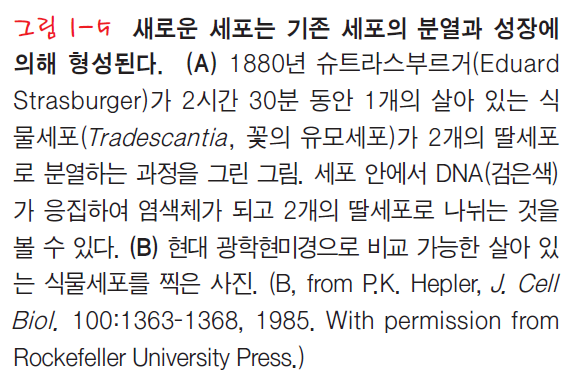 그림 1-5 새로운 세포는 기존 세포의 분열과 성장에
의해 형성된다. (A) 1880년 슈트라스부르거(Eduard
Strasburger)가 2시간 30분 동안 1개의 살아 있는 식
물세포(Tradescantia, 꽃의 유모세포)가 2개의 딸세포
로 분열하는 과정을 그린 그림. 세포 안에서 DNA(검은색)
가 응집하여 염색체가 되고 2개의 딸세포로 나뉘는 것을
볼 수 있다. (B) 현대 광학현미경으로 비교 가능한 살아 있
는 식물세포를 찍은 사진. (B, from P.K. Hepler, J. Cell
Biol. 100:1363-1368, 1985. With permission from
Rockefeller University Press.)